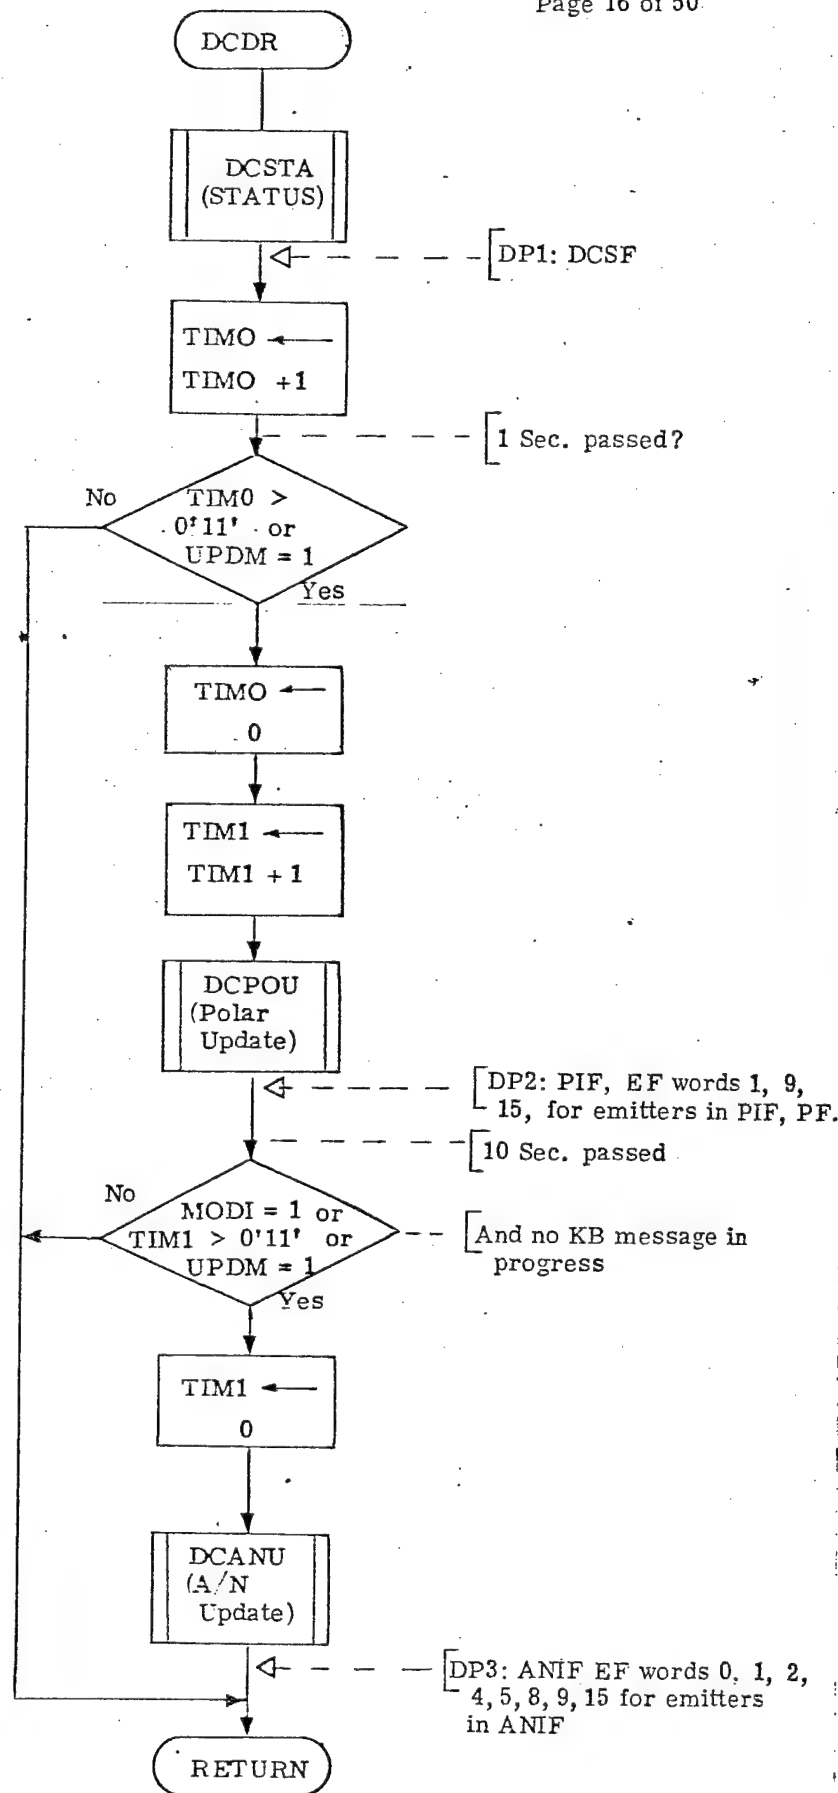 Page 16 of 50
DCDR
DCSTA
(STATUS)
DP1: DCSF
TIMO ←
TIMO +1
1 Sec. passed?
No
TIM0 >
0'11' or
UPDM = 1
Yes
TIMO ←
0
TIM1 ←
TIM1 + 1
DCPOU
(Polar
Update)
DP2: PIF, EF words 1, 9,
15, for emitters in PIF, PF.
10 Sec. passed
No
MODI = 1 or
TIM1 > 0'11' or
UPDM = 1
And no KB message in
progress
Yes
TIM1 ←
0
DCANU
(A/N
Update)
DP3: ANIF EF words 0, 1, 2,
4, 5, 8, 9, 15 for emitters
in ANIF
RETURN